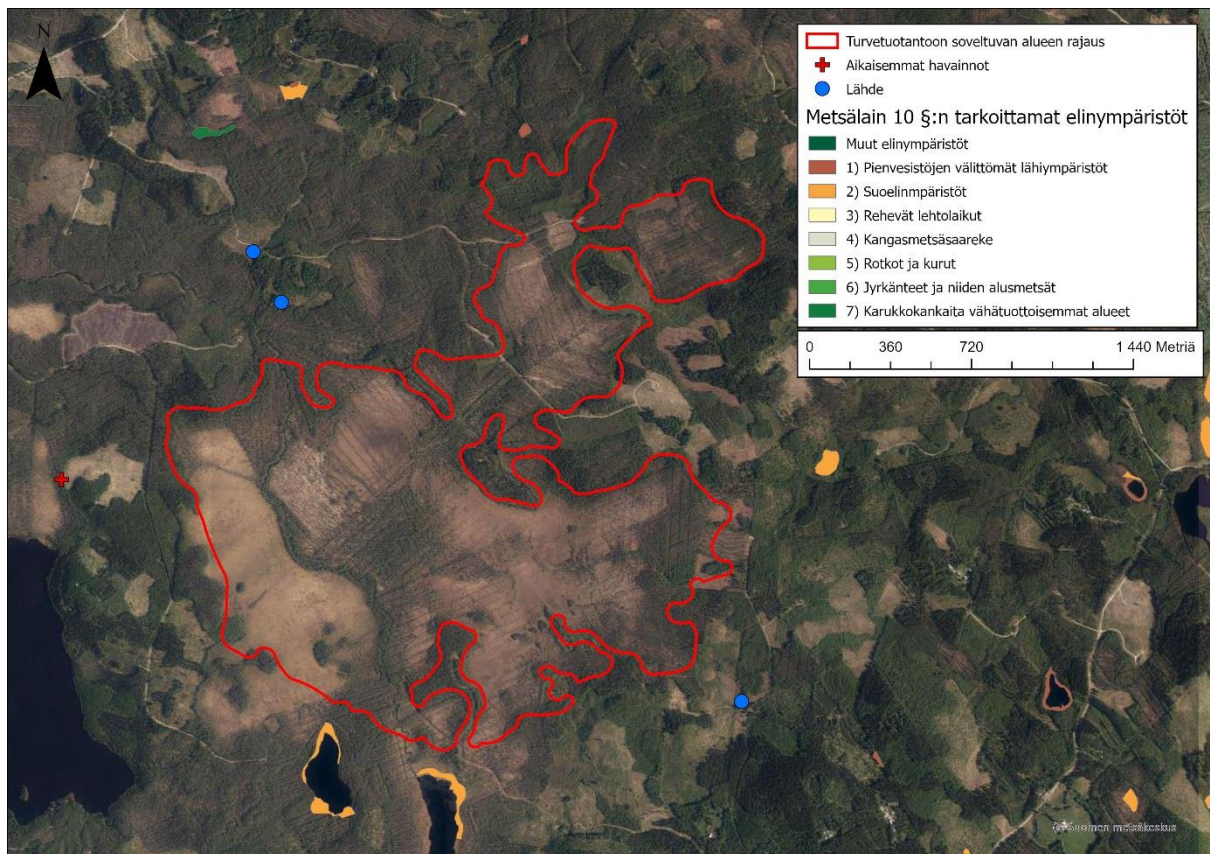 N
Turvetuotantoon soveltuvan alueen rajaus
Aikaisemmat havainnot
Lähde
Metsälain 10 §:n tarkoittamat elinympäristöt
Muut elinympäristöt
1) Pienvesistöjen välittömät lähiympäristöt
2) Suoelinmpäristöt
3) Rehevät lehtolaikut
4) Kangasmetsäsaareke
5) Rotkot ja kurut
6) Jyrkänteet ja niiden alusmetsät
7) Karukkokankaita vähätuottoisemmat alueet
0 360 720 1 440 Metriä
Suomen metsäkeskus